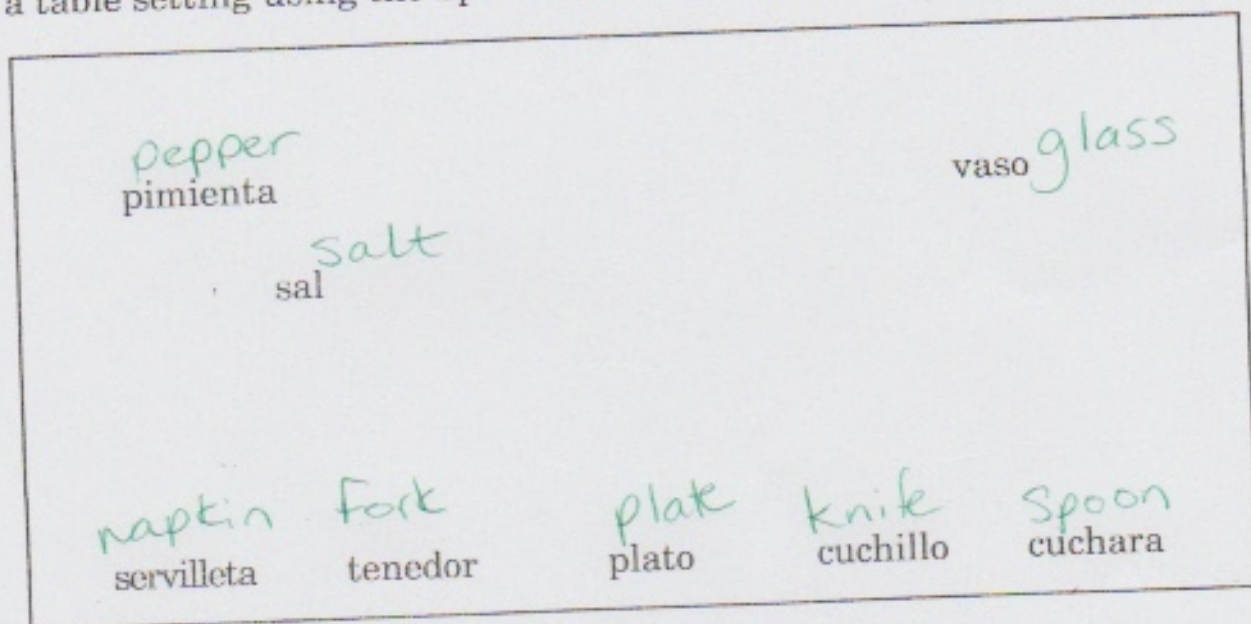 a table setting using the
pepper
pimienta
vaso glass
salt
sal
napkin fork plate knife spoon
servilleta tenedor plato cuchillo cuchara